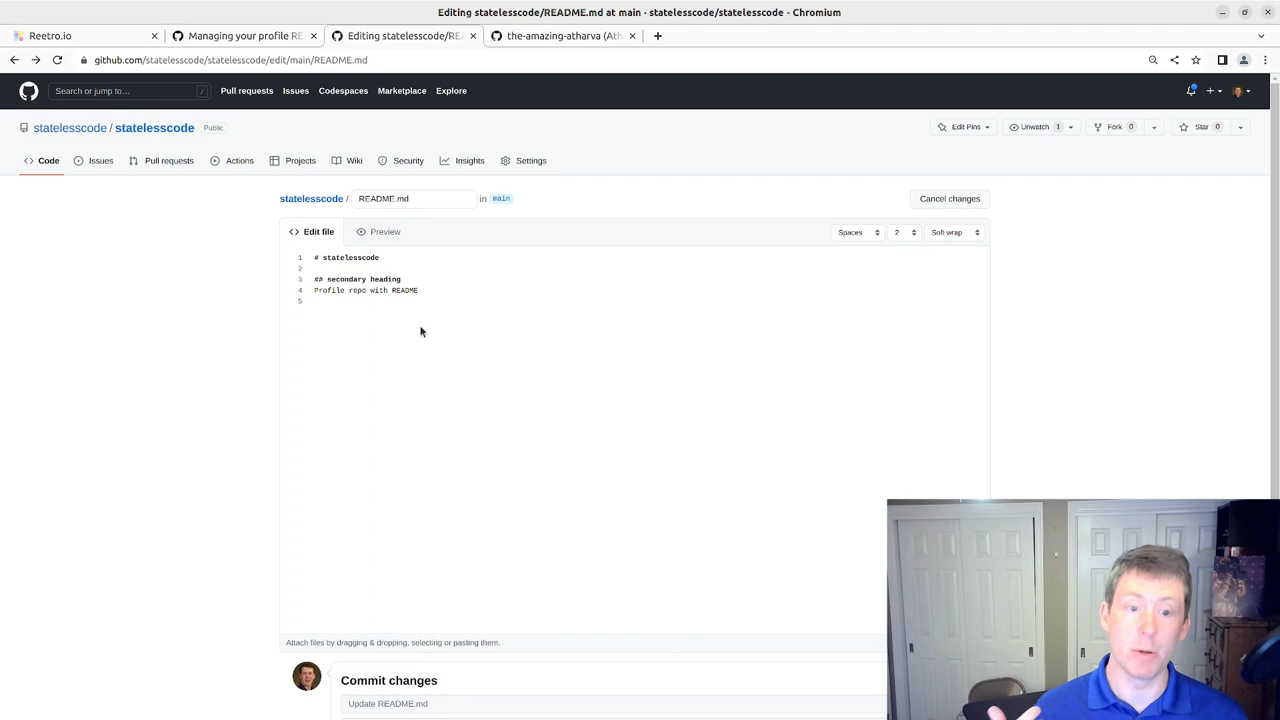 Editing statelesscode/README.md at main · statelesscode/statelesscode - Chromium
Reetro.io
Managing your profile RE
Editing statelesscode/REA
the-amazing-atharva (Ath
github.com/statelesscode/statelesscode/edit/main/README.md
Search or jump to… /
Pull requests Issues Codespaces Marketplace Explore
statelesscode / statelesscode Public
Edit Pins Unwatch 1 Fork 0 Star 0
Code Issues Pull requests Actions Projects Wiki Security Insights Settings
statelesscode / README.md in main Cancel changes
<> Edit file Preview Spaces 2 Soft wrap
1 # statelesscode
2
3 ## secondary heading
4 Profile repo with README
5
Attach files by dragging & dropping, selecting or pasting them.
Commit changes
Update README.md